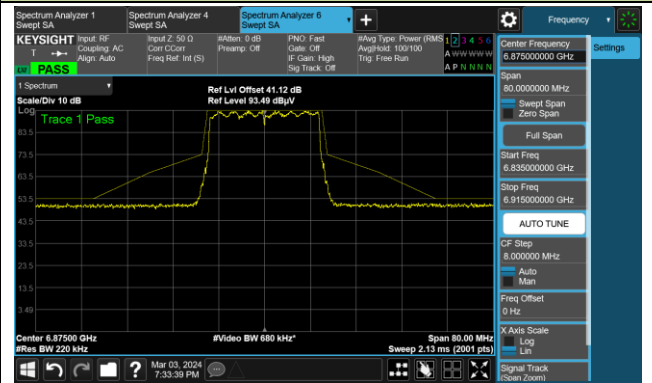 Spectrum Analyzer 1
Swept SA
Spectrum Analyzer 4
Swept SA
Spectrum Analyzer 6
Swept SA
Frequency
KEYSIGHT
Input: RF
Coupling: AC
Align: Auto
Input Z: 50 Ω
Corr CCorr
Freq Ref: Int (S)
#Atten: 0 dB
Preamp: Off
PNO: Fast
Gate: Off
IF Gain: High
Sig Track: Off
#Avg Type: Power (RMS
Avg|Hold: 100/100
Trig: Free Run
1 2 3 4 5 6
A W W W W W
A P N N N N
T
LNI PASS
Center Frequency
6.875000000 GHz
Settings
Span
80.0000000 MHz
Swept Span
Zero Span
Full Span
Start Freq
6.835000000 GHz
Stop Freq
6.915000000 GHz
AUTO TUNE
CF Step
8.000000 MHz
Auto
Man
Freq Offset
0 Hz
X Axis Scale
Log
Lin
Signal Track
(Span Zoom)
1 Spectrum
Scale/Div 10 dB
Ref Lvl Offset 41.12 dB
Ref Level 93.49 dBµV
Log
Trace 1 Pass
83.5
73.5
63.5
53.5
43.5
33.5
23.5
13.5
3.49
Center 6.87500 GHz
#Res BW 220 kHz
#Video BW 680 kHz*
Span 80.00 MHz
Sweep 2.13 ms (2001 pts)
Mar 03, 2024
7:33:39 PM